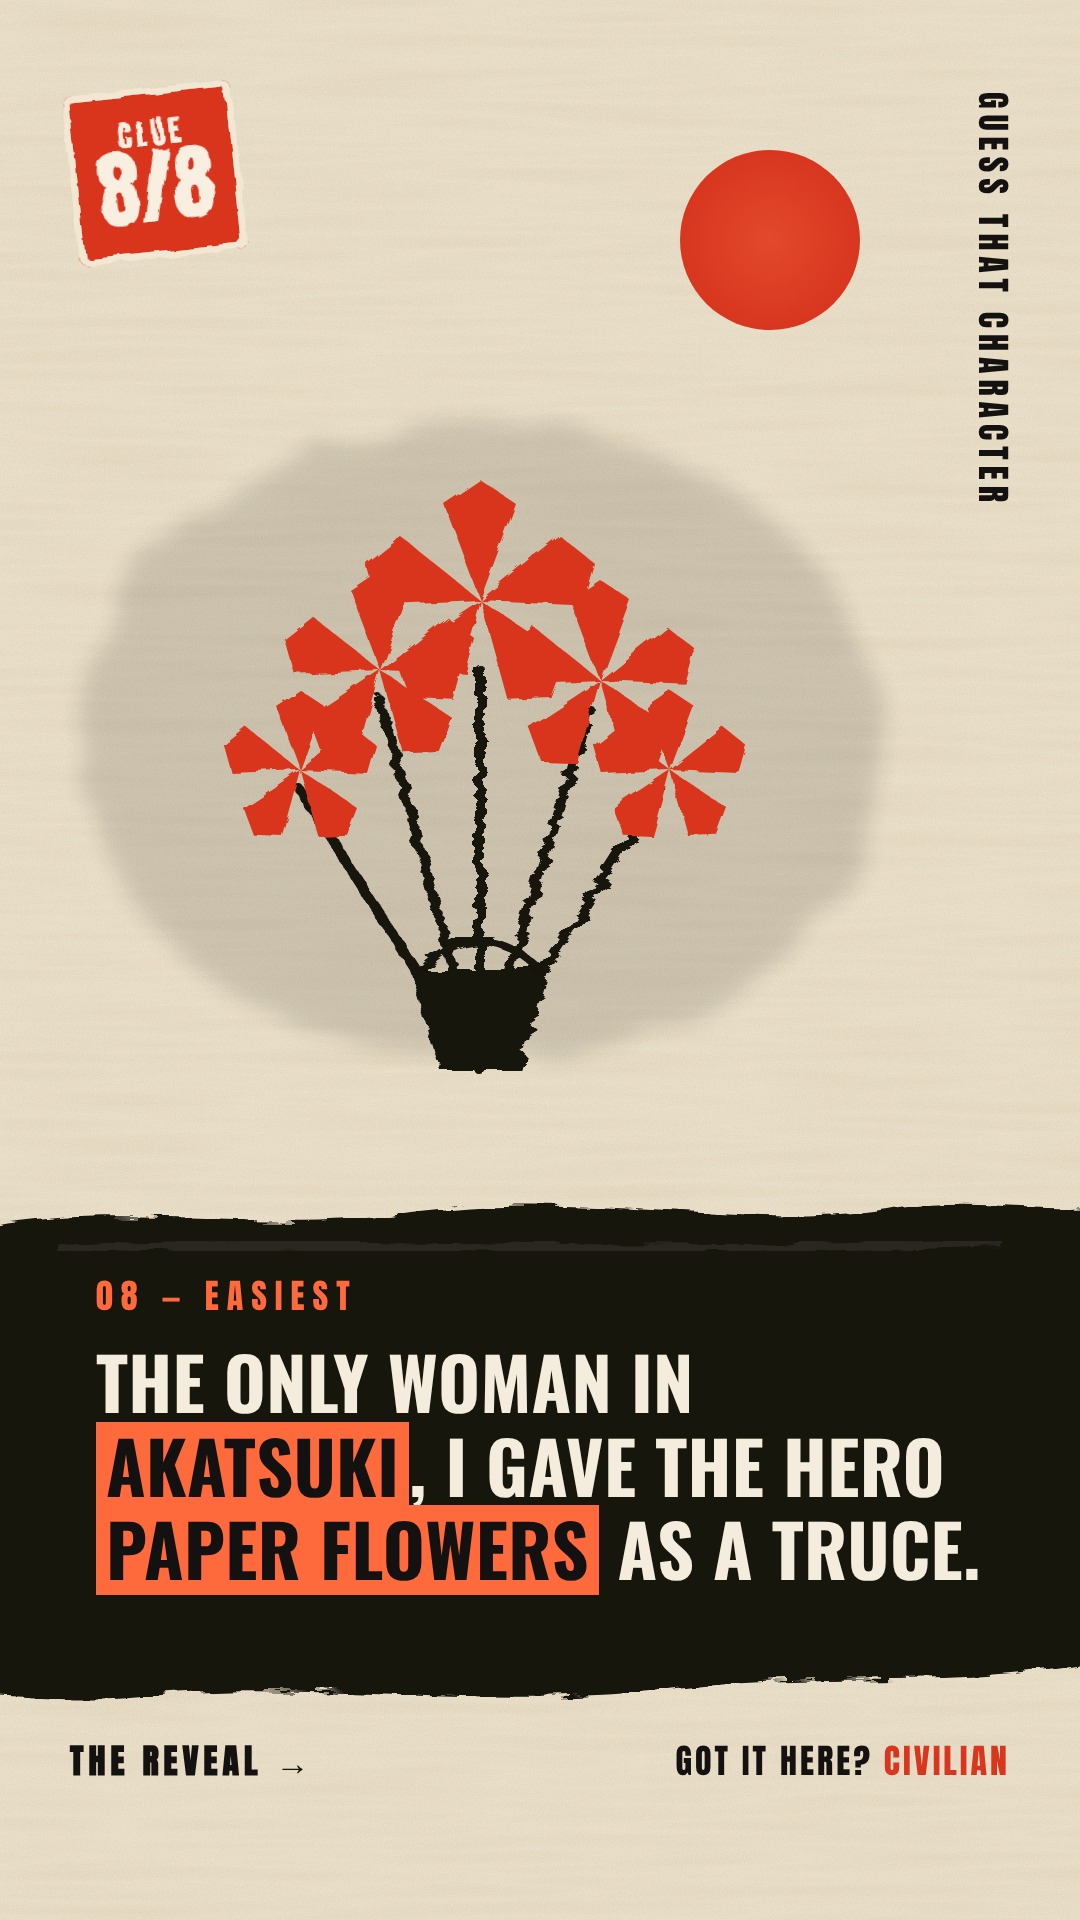 CLUE
8/8
GUESS THAT CHARACTER
08 – EASIEST
THE ONLY WOMAN IN
AKATSUKI, I GAVE THE HERO
PAPER FLOWERS AS A TRUCE.
THE REVEAL →
GOT IT HERE? CIVILIAN